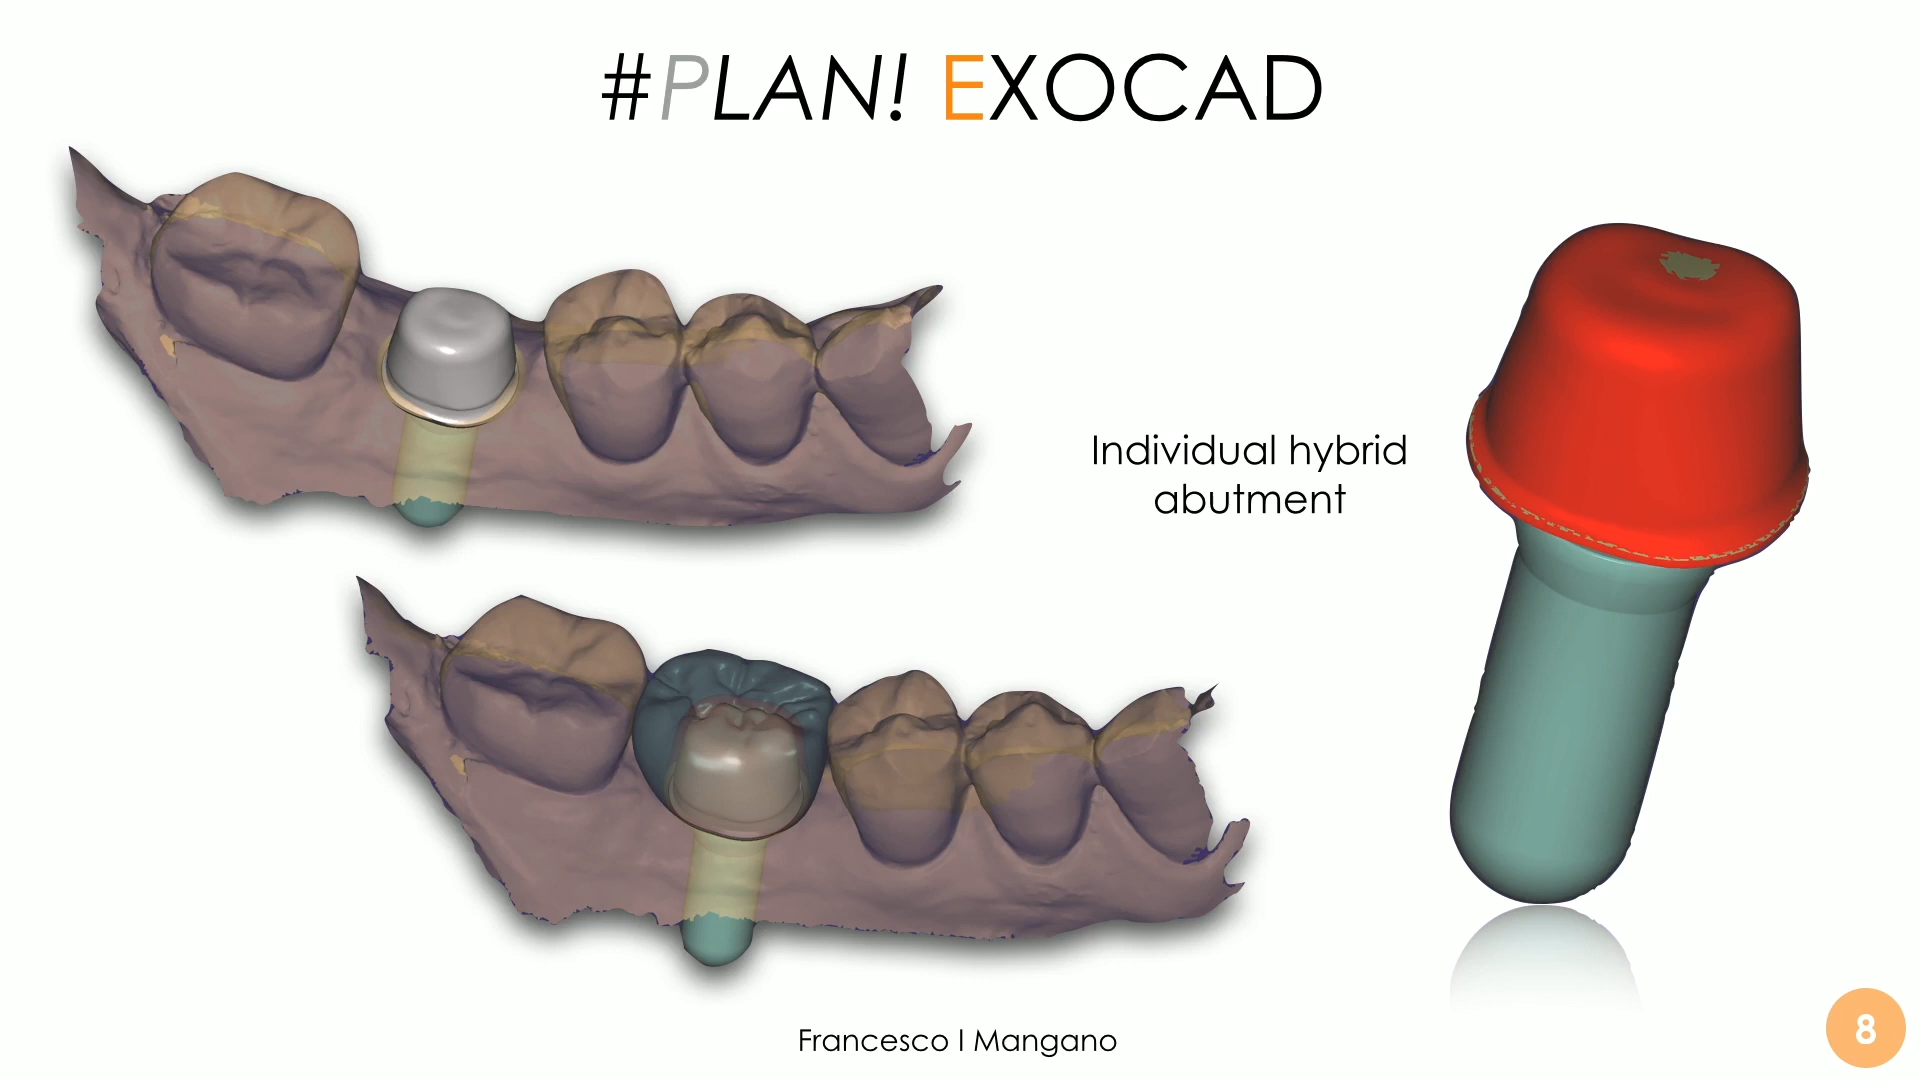 #PLAN! EXOCAD
Individual hybrid
abutment
Francesco I Mangano
8